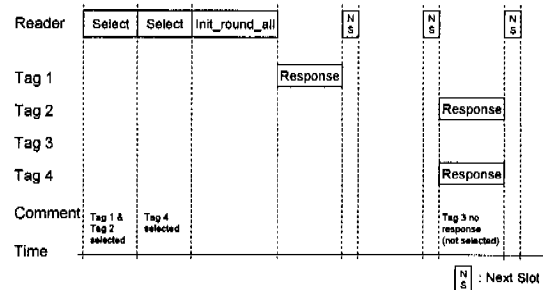 Reader Select Select Init_round_all N S N S N S
Tag 1 Response
Tag 2 Response
Tag 3
Tag 4 Response
Comment Tag 1 & Tag 2 selected Tag 4 selected Tag 3 no response (not selected)
Time
N S : Next Slot